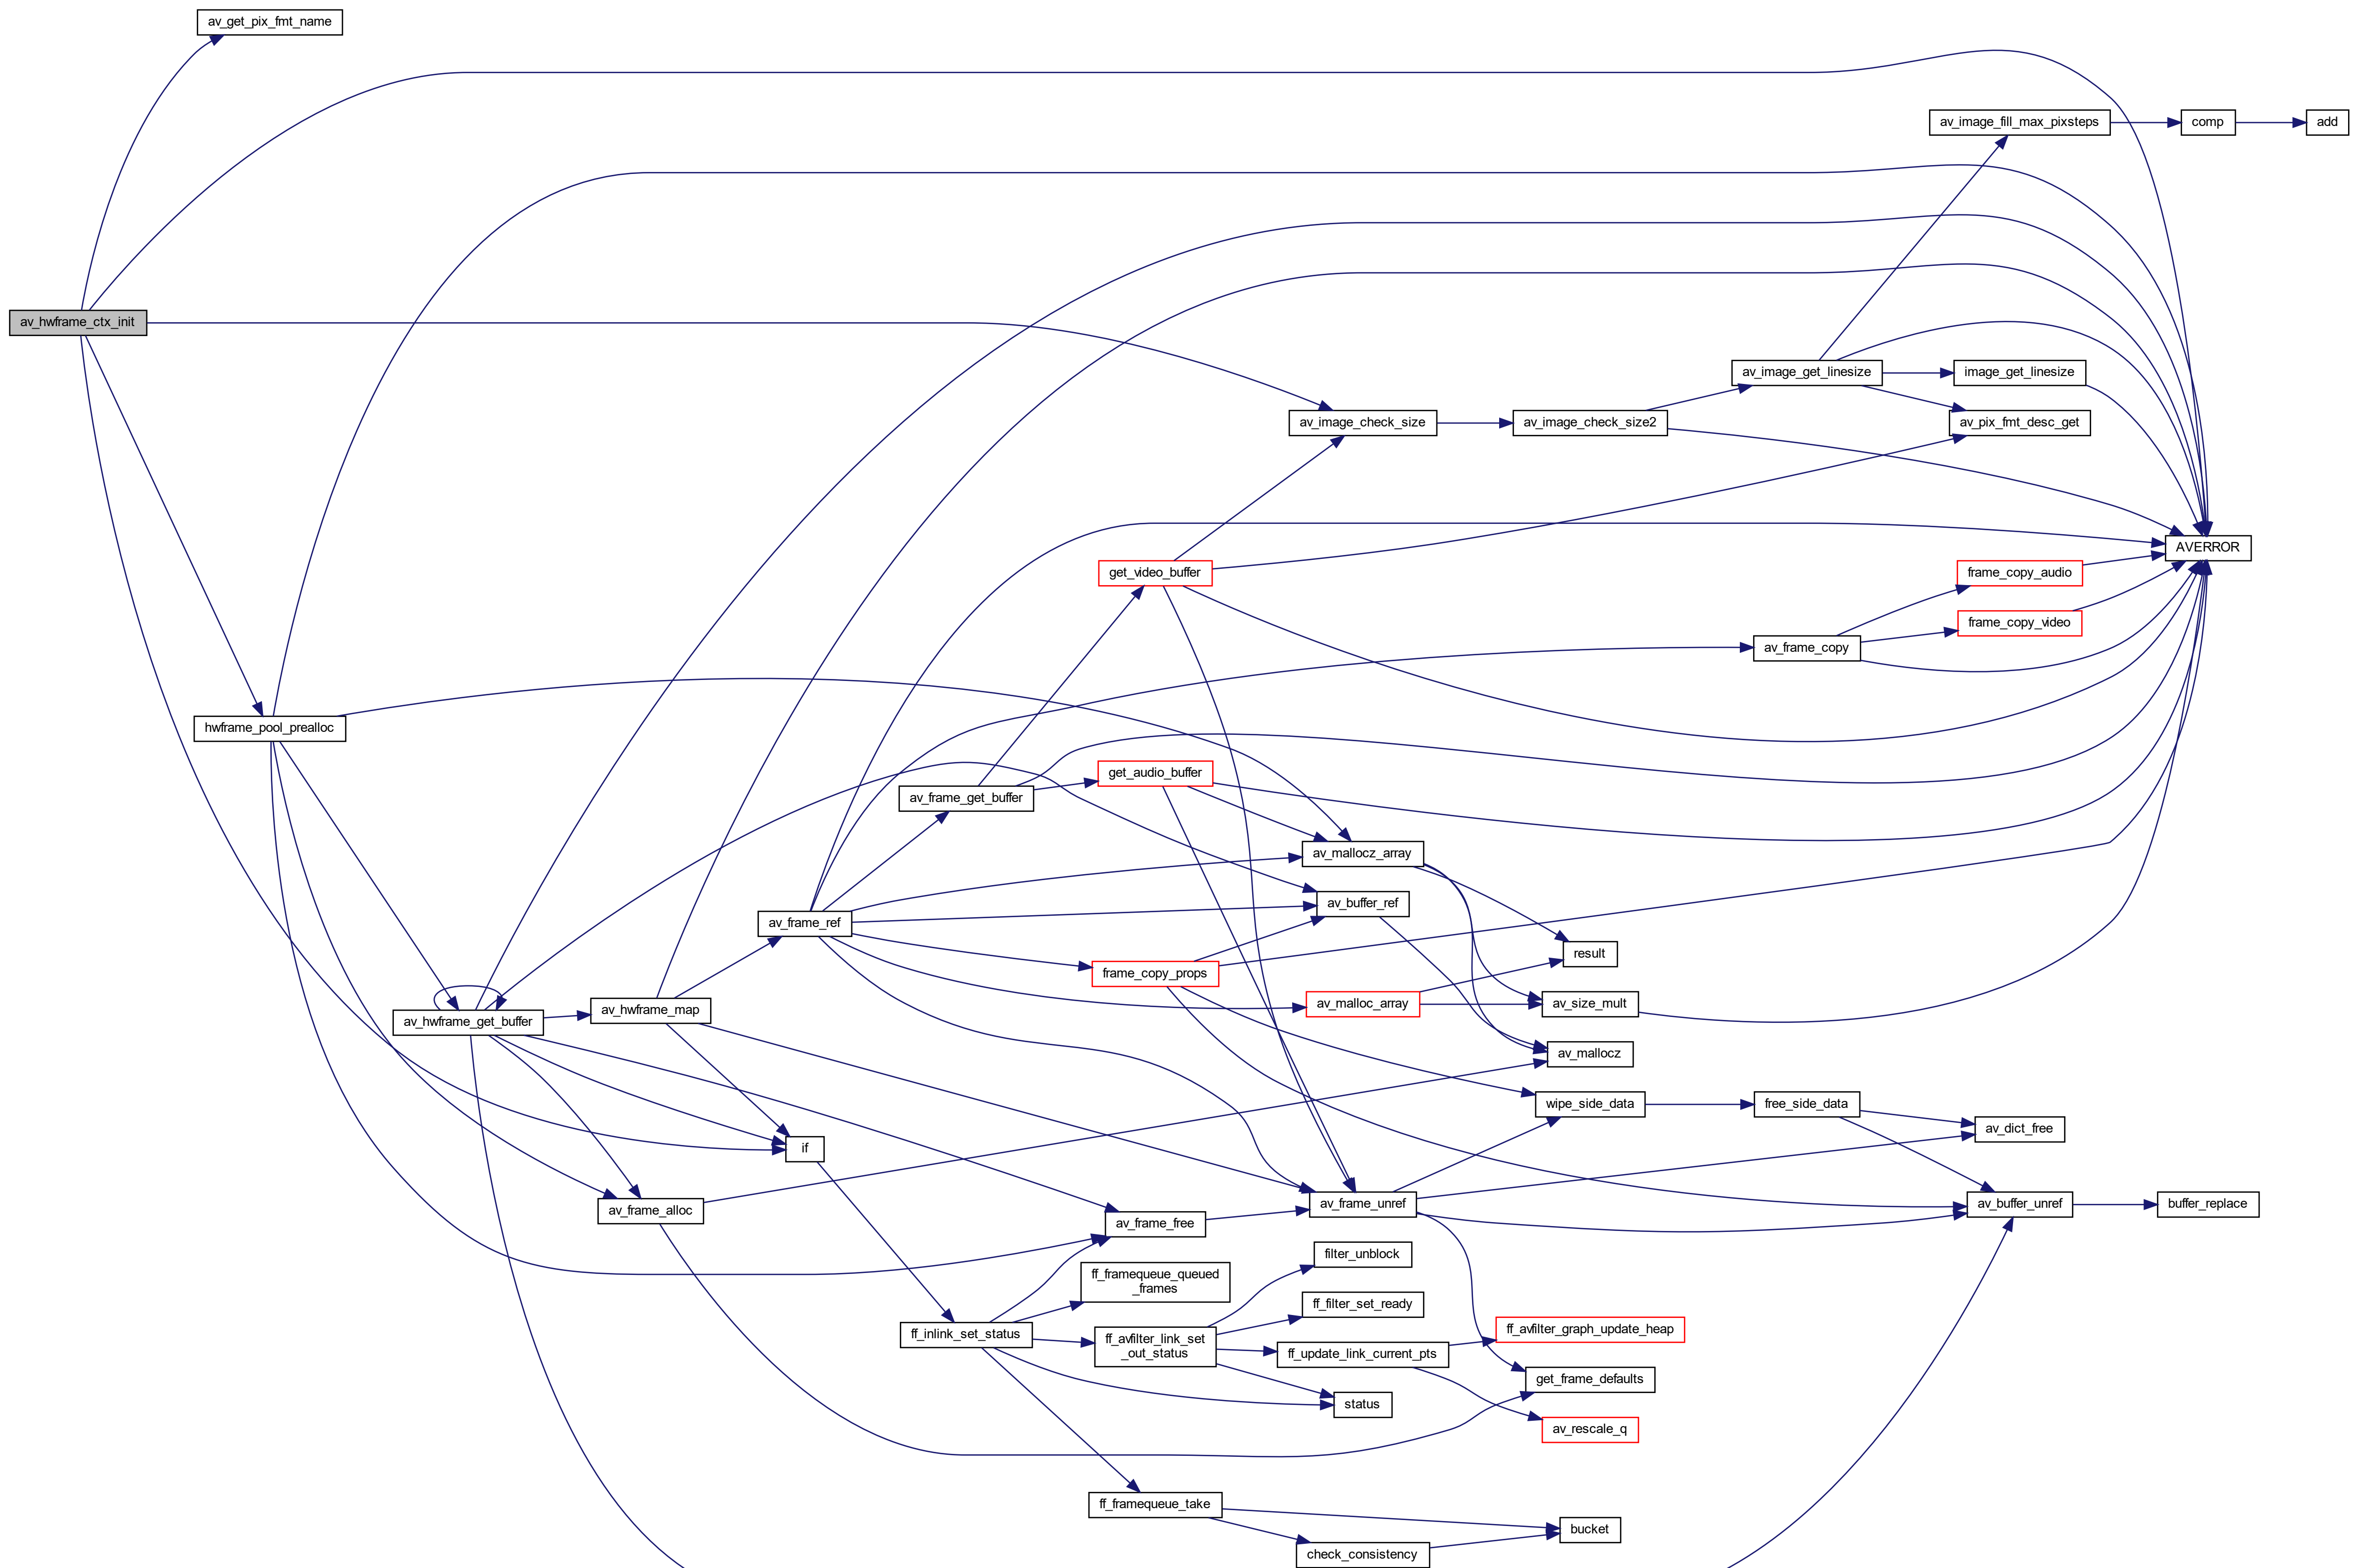 av_get_pix_fmt_name
av_image_fill_max_pixsteps
comp
add
av_hwframe_ctx_init
av_image_get_linesize
image_get_linesize
av_image_check_size
av_image_check_size2
av_pix_fmt_desc_get
AVERROR
get_video_buffer
frame_copy_audio
frame_copy_video
av_frame_copy
hwframe_pool_prealloc
get_audio_buffer
av_frame_get_buffer
av_mallocz_array
av_buffer_ref
av_frame_ref
result
frame_copy_props
av_malloc_array
av_size_mult
av_hwframe_map
av_hwframe_get_buffer
av_mallocz
wipe_side_data
free_side_data
av_dict_free
if
av_frame_unref
av_buffer_unref
buffer_replace
av_frame_alloc
av_frame_free
filter_unblock
ff_framequeue_queued
_frames
ff_filter_set_ready
ff_inlink_set_status
ff_avfilter_link_set
_out_status
ff_avfilter_graph_update_heap
ff_update_link_current_pts
get_frame_defaults
status
av_rescale_q
ff_framequeue_take
bucket
check_consistency